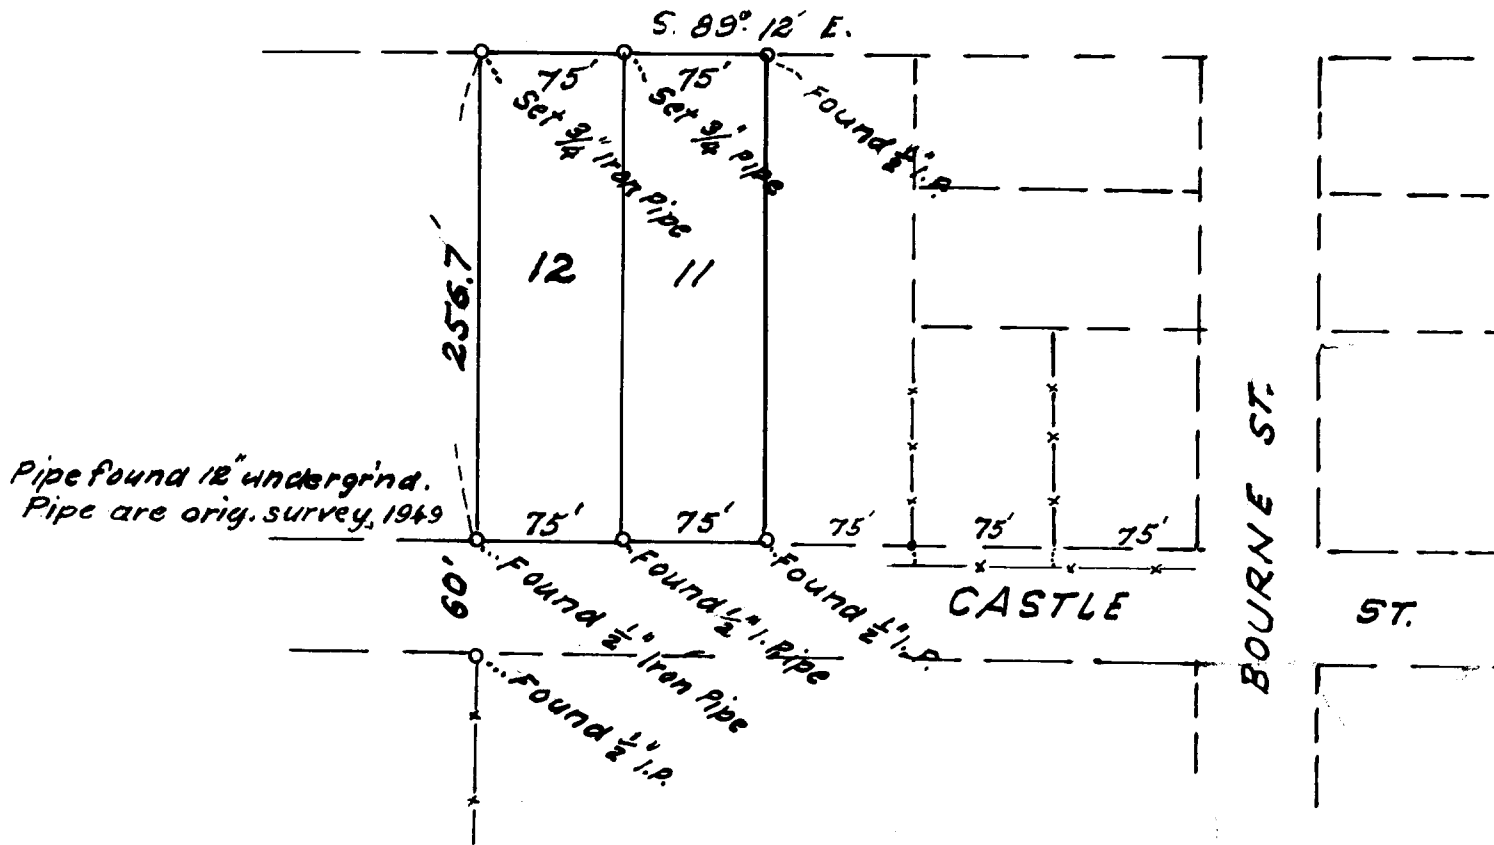 S. 89° 12' E.
75'
75'
Set 3/4" Iron Pipe
Set 3/4" Pipe
Found 1/2" I.P.
256.7
12
11
Pipe found 12" undergr'nd.
Pipe are orig. survey, 1949
75'
75'
75'
75'
75'
60'
Found 1/2" Iron Pipe
Found 1/2" I. Pipe
Found 1/2" I.P.
Found 1/2" I.P.
CASTLE ST.
BOURNE ST.